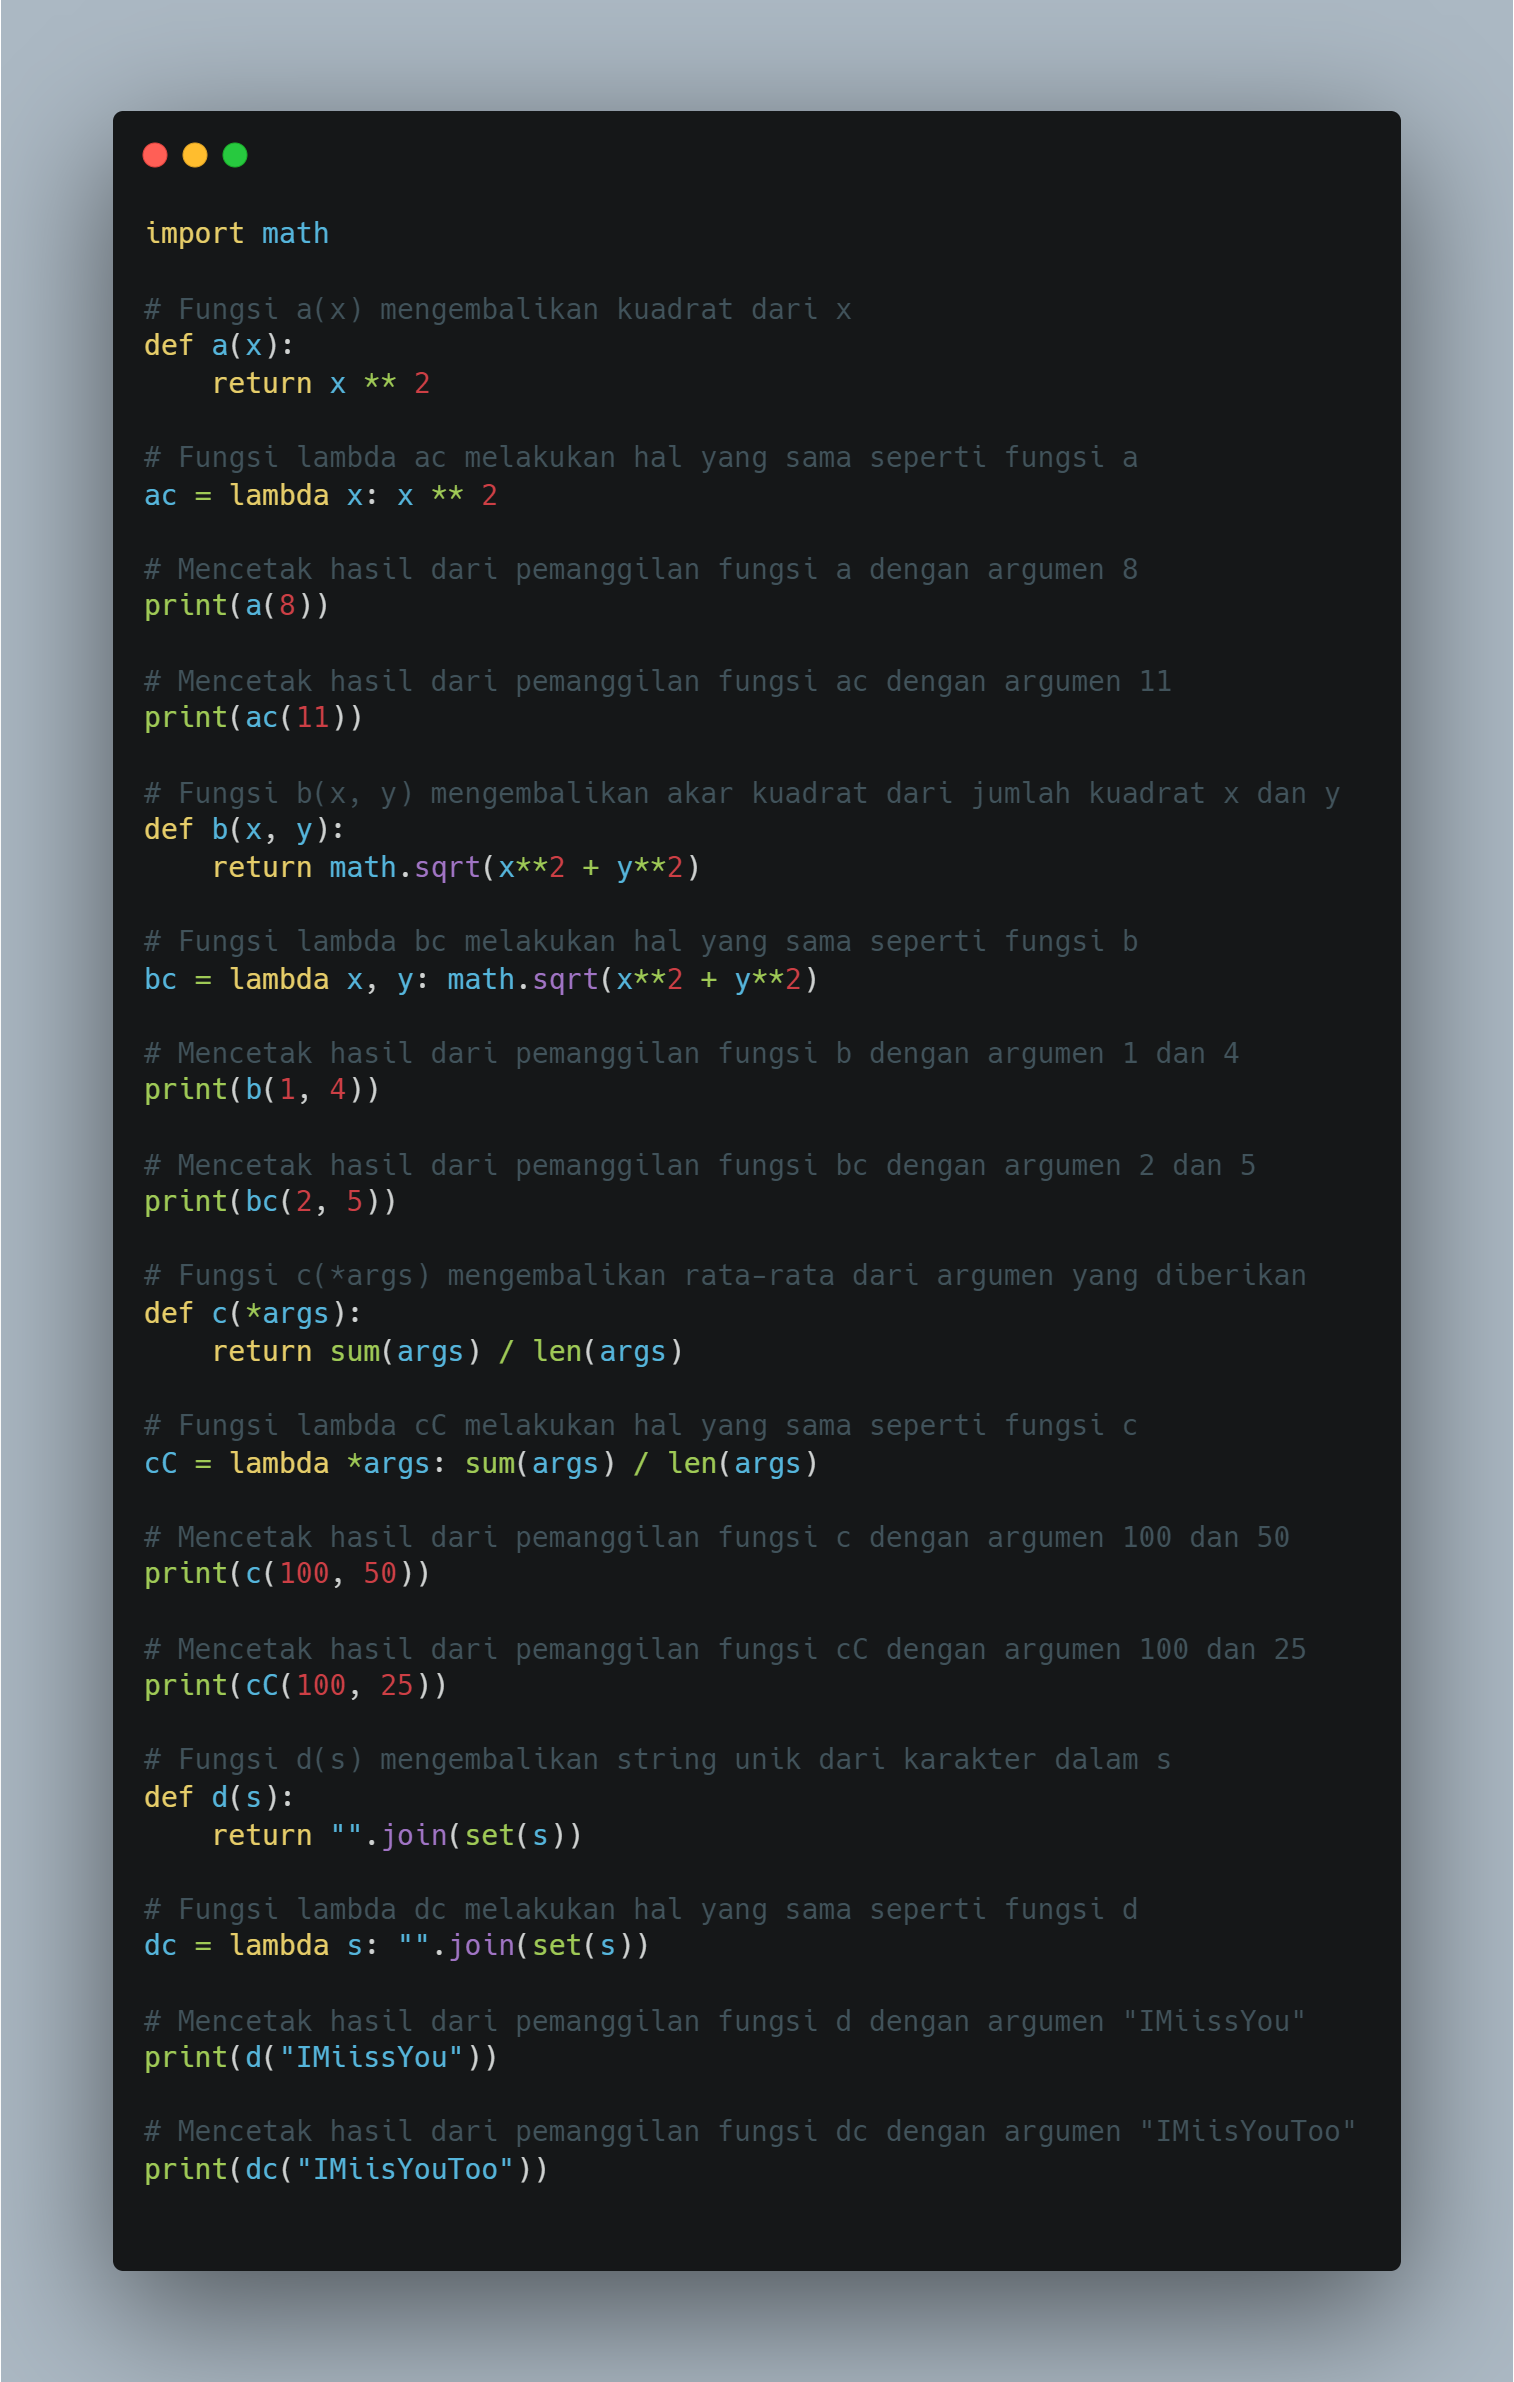 import math
# Fungsi a(x) mengembalikan kuadrat dari x
def a(x):
    return x ** 2
# Fungsi lambda ac melakukan hal yang sama seperti fungsi a
ac = lambda x: x ** 2
# Mencetak hasil dari pemanggilan fungsi a dengan argumen 8
print(a(8))
# Mencetak hasil dari pemanggilan fungsi ac dengan argumen 11
print(ac(11))
# Fungsi b(x, y) mengembalikan akar kuadrat dari jumlah kuadrat x dan y
def b(x, y):
    return math.sqrt(x**2 + y**2)
# Fungsi lambda bc melakukan hal yang sama seperti fungsi b
bc = lambda x, y: math.sqrt(x**2 + y**2)
# Mencetak hasil dari pemanggilan fungsi b dengan argumen 1 dan 4
print(b(1, 4))
# Mencetak hasil dari pemanggilan fungsi bc dengan argumen 2 dan 5
print(bc(2, 5))
# Fungsi c(*args) mengembalikan rata-rata dari argumen yang diberikan
def c(*args):
    return sum(args) / len(args)
# Fungsi lambda cC melakukan hal yang sama seperti fungsi c
cC = lambda *args: sum(args) / len(args)
# Mencetak hasil dari pemanggilan fungsi c dengan argumen 100 dan 50
print(c(100, 50))
# Mencetak hasil dari pemanggilan fungsi cC dengan argumen 100 dan 25
print(cC(100, 25))
# Fungsi d(s) mengembalikan string unik dari karakter dalam s
def d(s):
    return "".join(set(s))
# Fungsi lambda dc melakukan hal yang sama seperti fungsi d
dc = lambda s: "".join(set(s))
# Mencetak hasil dari pemanggilan fungsi d dengan argumen "IMiissYou"
print(d("IMiissYou"))
# Mencetak hasil dari pemanggilan fungsi dc dengan argumen "IMiisYouToo"
print(dc("IMiisYouToo"))